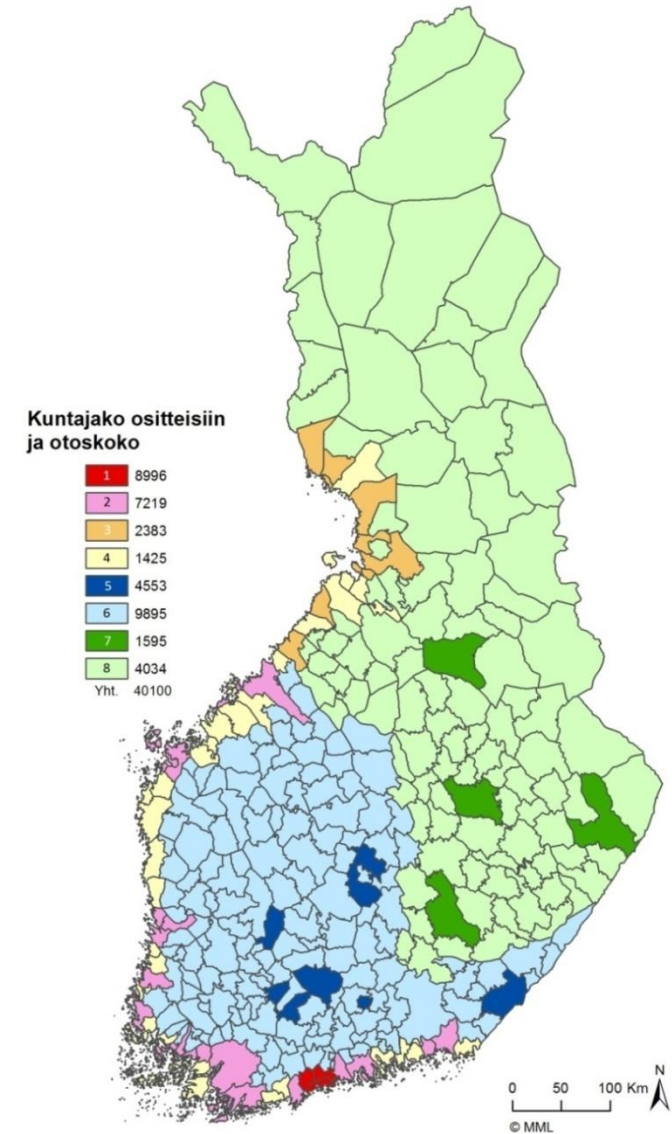 Kuntajako ositteisiin
ja otoskoko
1 8996
2 7219
3 2383
4 1425
5 4553
6 9895
7 1595
8 4034
Yht. 40100
N
0 50 100 Km
© MML